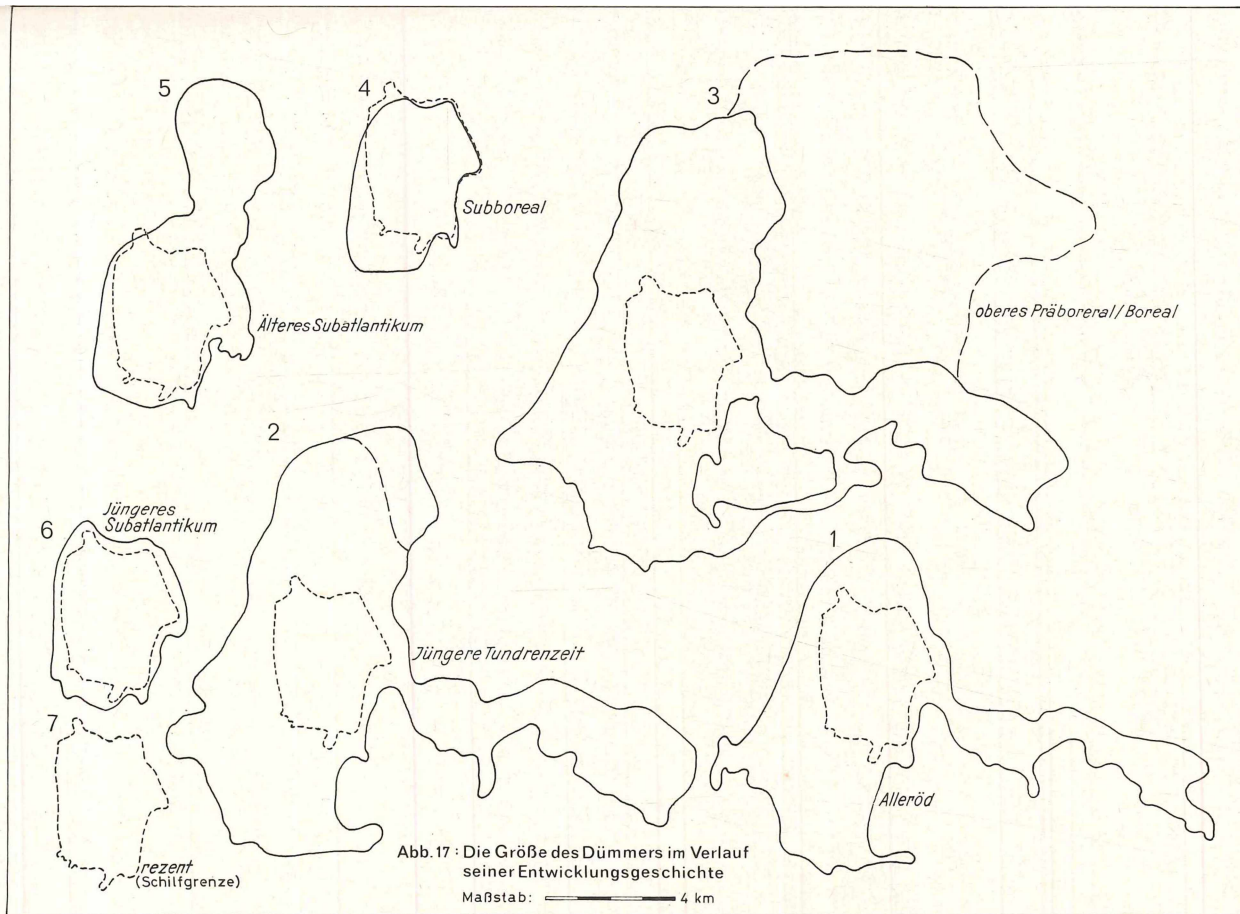 5
4
3
Subboreal
oberes Präboreral/Boreal
Älteres Subatlantikum
2
Jüngeres
Subatlantikum
6
1
Jüngere Tundrenzeit
7
Alleröd
rezent
(Schilfgrenze)
Abb.17: Die Größe des Dümmers im Verlauf
seiner Entwicklungsgeschichte
Maßstab: 4 km